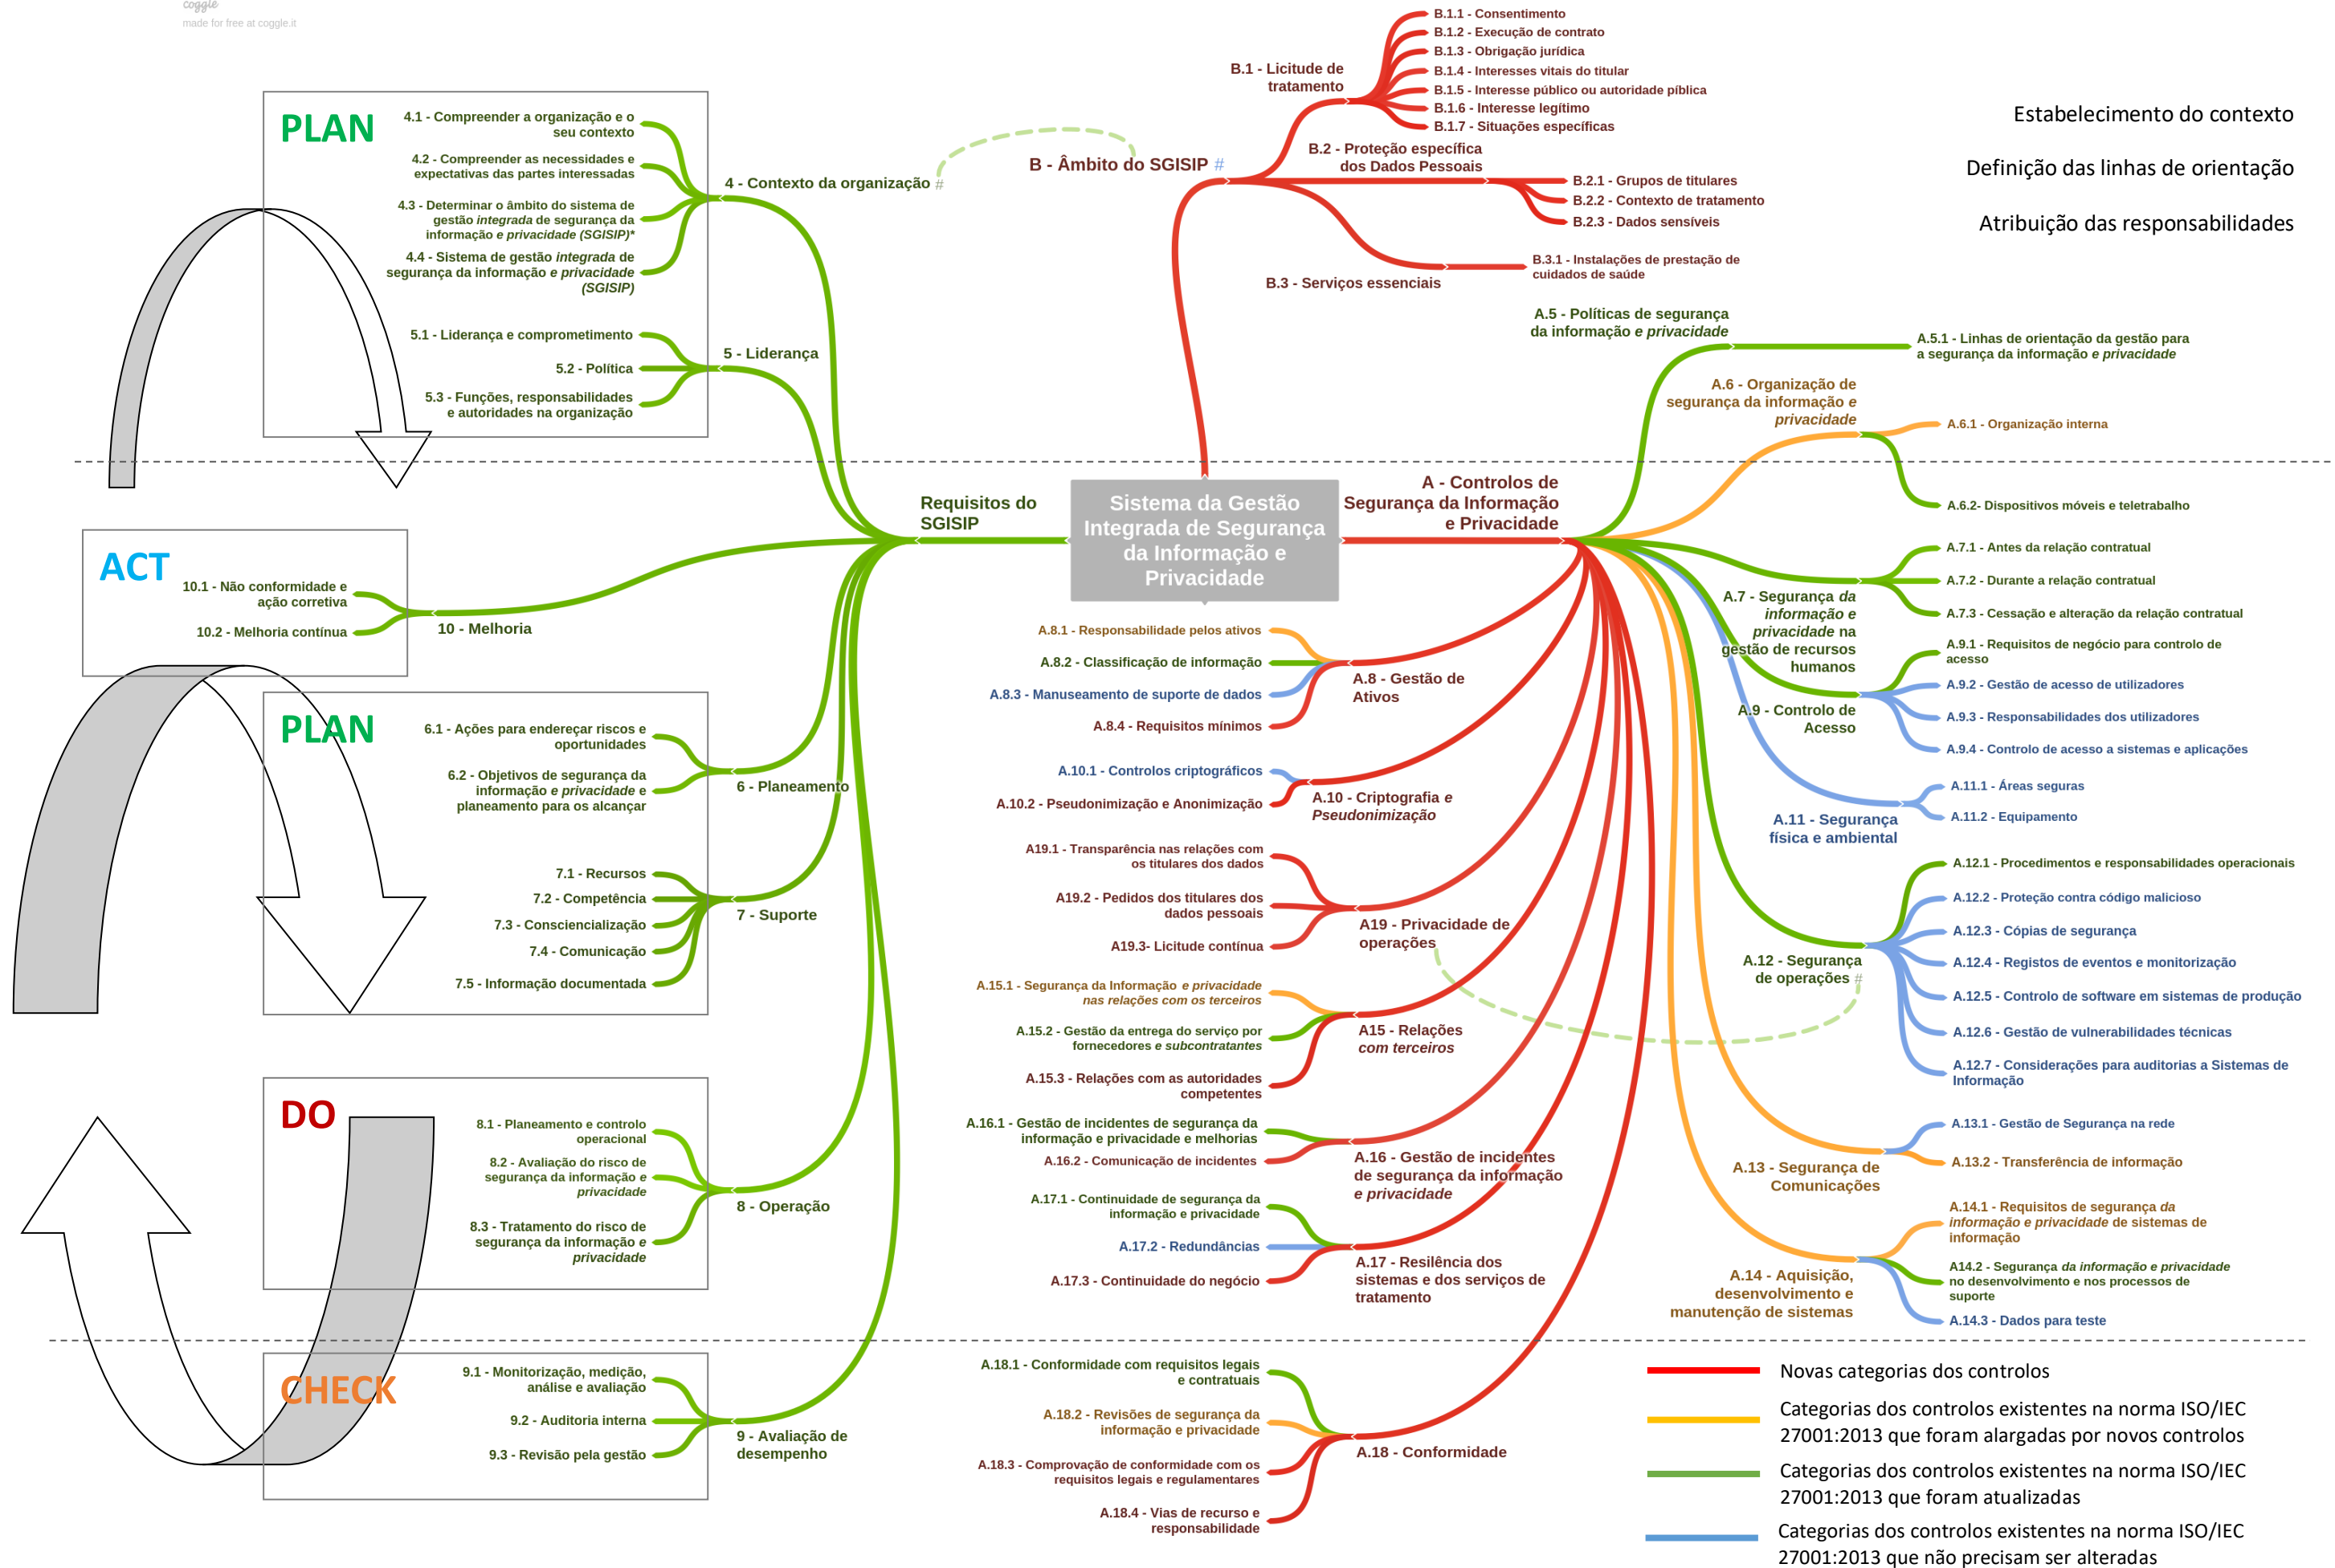 coggle
made for free at coggle.it
PLAN
4.1 - Compreender a organização e o
seu contexto
4.2 - Compreender as necessidades e
expectativas das partes interessadas
4.3 - Determinar o âmbito do sistema de
gestão integrada de segurança da
informação e privacidade (SGISIP)*
4.4 - Sistema de gestão integrada de
segurança da informação e privacidade
(SGISIP)
4 - Contexto da organização #
5.1 - Liderança e comprometimento
5.2 - Política
5.3 - Funções, responsabilidades
e autoridades na organização
5 - Liderança
ACT
10.1 - Não conformidade e
ação corretiva
10.2 - Melhoria contínua
10 - Melhoria
PLAN
6.1 - Ações para endereçar riscos e
oportunidades
6.2 - Objetivos de segurança da
informação e privacidade e
planeamento para os alcançar
6 - Planeamento
7.1 - Recursos
7.2 - Competência
7.3 - Consciencialização
7.4 - Comunicação
7.5 - Informação documentada
7 - Suporte
DO
8.1 - Planeamento e controlo
operacional
8.2 - Avaliação do risco de
segurança da informação e
privacidade
8.3 - Tratamento do risco de
segurança da informação e
privacidade
8 - Operação
CHECK
9.1 - Monitorização, medição,
análise e avaliação
9.2 - Auditoria interna
9.3 - Revisão pela gestão
9 - Avaliação de
desempenho
Requisitos do
SGISIP
Sistema da Gestão
Integrada de Segurança
da Informação e
Privacidade
B - Âmbito do SGISIP #
B.1 - Licitude de
tratamento
B.1.1 - Consentimento
B.1.2 - Execução de contrato
B.1.3 - Obrigação jurídica
B.1.4 - Interesses vitais do titular
B.1.5 - Interesse público ou autoridade píblica
B.1.6 - Interesse legítimo
B.1.7 - Situações específicas
B.2 - Proteção específica
dos Dados Pessoais
B.2.1 - Grupos de titulares
B.2.2 - Contexto de tratamento
B.2.3 - Dados sensíveis
B.3 - Serviços essenciais
B.3.1 - Instalações de prestação de
cuidados de saúde
Estabelecimento do contexto
Definição das linhas de orientação
Atribuição das responsabilidades
A - Controlos de
Segurança da Informação
e Privacidade
A.5 - Políticas de segurança
da informação e privacidade
A.5.1 - Linhas de orientação da gestão para
a segurança da informação e privacidade
A.6 - Organização de
segurança da informação e
privacidade
A.6.1 - Organização interna
A.6.2- Dispositivos móveis e teletrabalho
A.7 - Segurança da
informação e
privacidade na
gestão de recursos
humanos
A.7.1 - Antes da relação contratual
A.7.2 - Durante a relação contratual
A.7.3 - Cessação e alteração da relação contratual
A.9 - Controlo de
Acesso
A.9.1 - Requisitos de negócio para controlo de
acesso
A.9.2 - Gestão de acesso de utilizadores
A.9.3 - Responsabilidades dos utilizadores
A.9.4 - Controlo de acesso a sistemas e aplicações
A.11 - Segurança
física e ambiental
A.11.1 - Áreas seguras
A.11.2 - Equipamento
A.12 - Segurança
de operações #
A.12.1 - Procedimentos e responsabilidades operacionais
A.12.2 - Proteção contra código malicioso
A.12.3 - Cópias de segurança
A.12.4 - Registos de eventos e monitorização
A.12.5 - Controlo de software em sistemas de produção
A.12.6 - Gestão de vulnerabilidades técnicas
A.12.7 - Considerações para auditorias a Sistemas de
Informação
A.13 - Segurança de
Comunicações
A.13.1 - Gestão de Segurança na rede
A.13.2 - Transferência de informação
A.14 - Aquisição,
desenvolvimento e
manutenção de sistemas
A.14.1 - Requisitos de segurança da
informação e privacidade de sistemas de
informação
A14.2 - Segurança da informação e privacidade
no desenvolvimento e nos processos de
suporte
A.14.3 - Dados para teste
A.8.1 - Responsabilidade pelos ativos
A.8.2 - Classificação de informação
A.8.3 - Manuseamento de suporte de dados
A.8.4 - Requisitos mínimos
A.8 - Gestão de
Ativos
A.10.1 - Controlos criptográficos
A.10.2 - Pseudonimização e Anonimização
A.10 - Criptografia e
Pseudonimização
A19.1 - Transparência nas relações com
os titulares dos dados
A19.2 - Pedidos dos titulares dos
dados pessoais
A19.3- Licitude contínua
A19 - Privacidade de
operações
A.15.1 - Segurança da Informação e privacidade
nas relações com os terceiros
A.15.2 - Gestão da entrega do serviço por
fornecedores e subcontratantes
A.15.3 - Relações com as autoridades
competentes
A15 - Relações
com terceiros
A.16.1 - Gestão de incidentes de segurança da
informação e privacidade e melhorias
A.16.2 - Comunicação de incidentes
A.16 - Gestão de incidentes
de segurança da informação
e privacidade
A.17.1 - Continuidade de segurança da
informação e privacidade
A.17.2 - Redundâncias
A.17.3 - Continuidade do negócio
A.17 - Resilência dos
sistemas e dos serviços de
tratamento
A.18.1 - Conformidade com requisitos legais
e contratuais
A.18.2 - Revisões de segurança da
informação e privacidade
A.18.3 - Comprovação de conformidade com os
requisitos legais e regulamentares
A.18.4 - Vias de recurso e
responsabilidade
A.18 - Conformidade
Novas categorias dos controlos
Categorias dos controlos existentes na norma ISO/IEC
27001:2013 que foram alargadas por novos controlos
Categorias dos controlos existentes na norma ISO/IEC
27001:2013 que foram atualizadas
Categorias dos controlos existentes na norma ISO/IEC
27001:2013 que não precisam ser alteradas